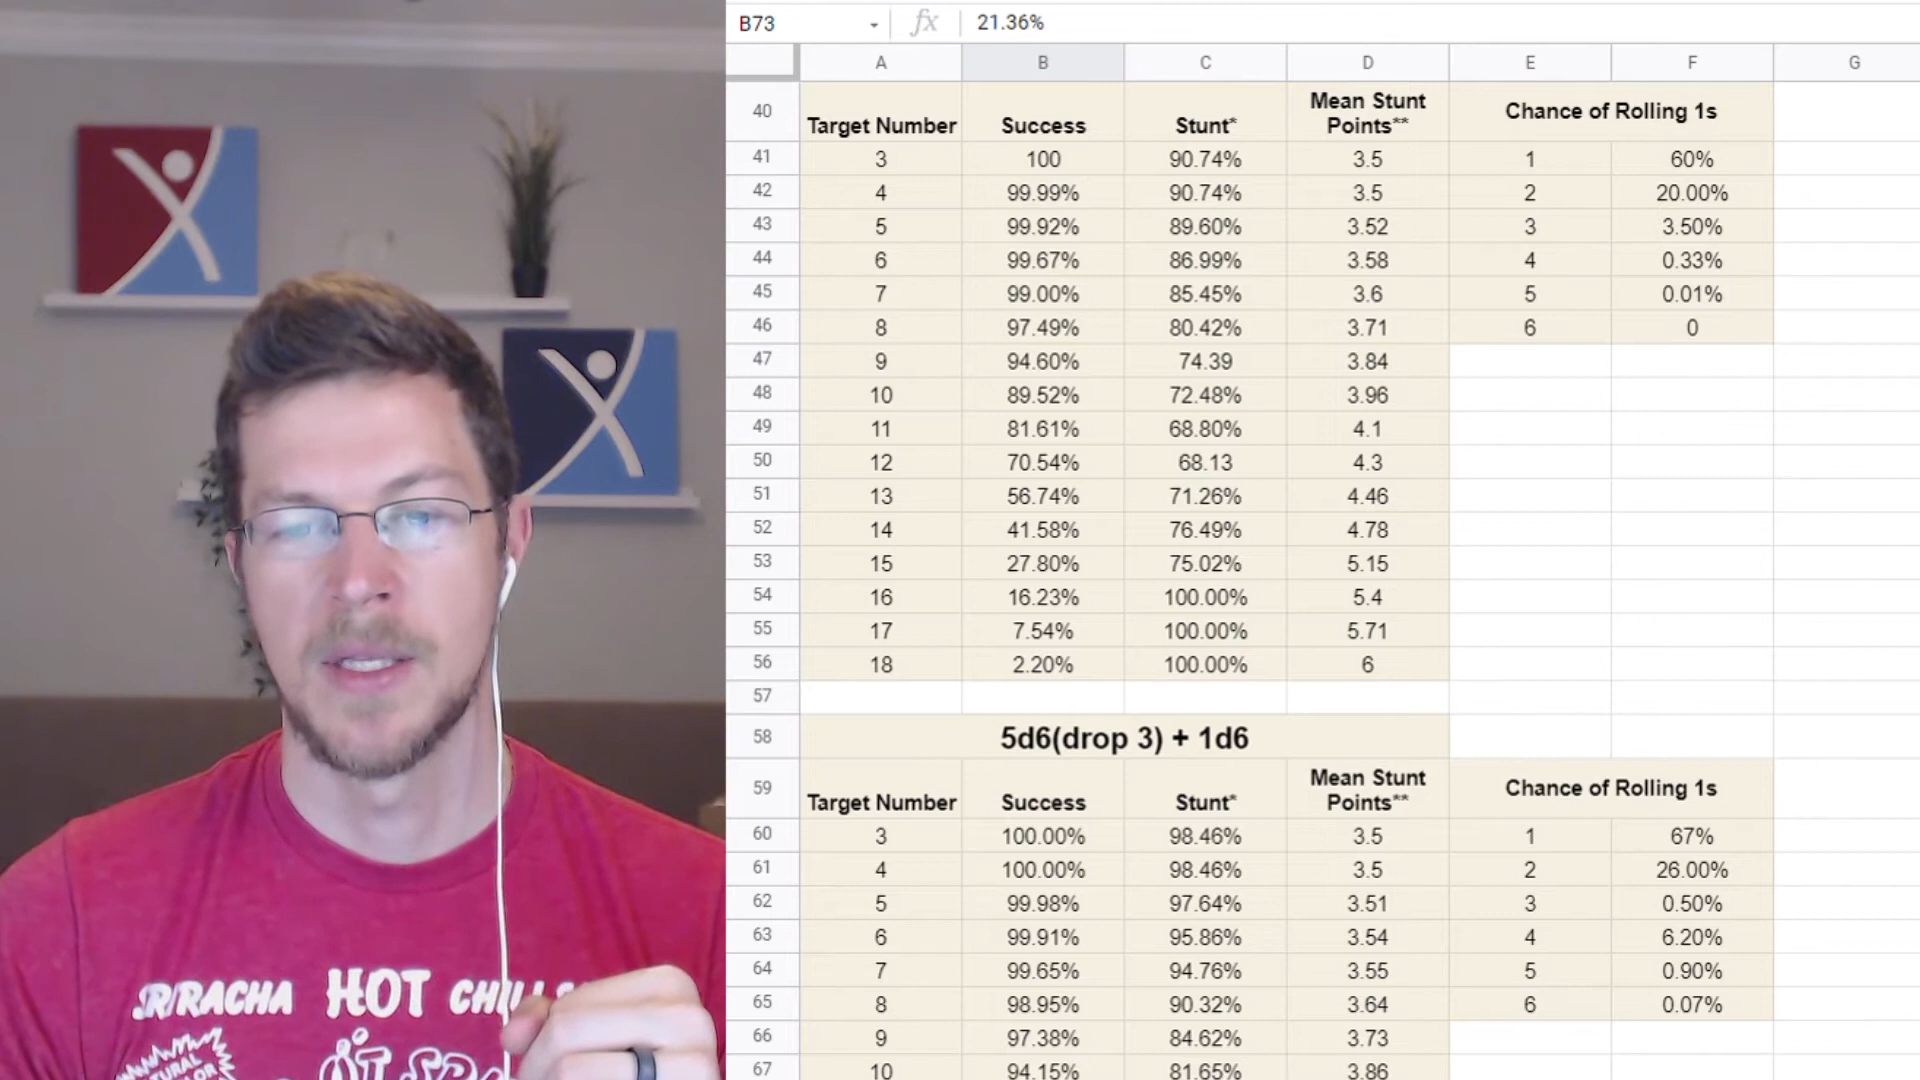 B73 fx 21.36%
A B C D E F G
40 Target Number Success Stunt* Mean Stunt Points** Chance of Rolling 1s
41 3 100 90.74% 3.5 1 60%
42 4 99.99% 90.74% 3.5 2 20.00%
43 5 99.92% 89.60% 3.52 3 3.50%
44 6 99.67% 86.99% 3.58 4 0.33%
45 7 99.00% 85.45% 3.6 5 0.01%
46 8 97.49% 80.42% 3.71 6 0
47 9 94.60% 74.39 3.84
48 10 89.52% 72.48% 3.96
49 11 81.61% 68.80% 4.1
50 12 70.54% 68.13 4.3
51 13 56.74% 71.26% 4.46
52 14 41.58% 76.49% 4.78
53 15 27.80% 75.02% 5.15
54 16 16.23% 100.00% 5.4
55 17 7.54% 100.00% 5.71
56 18 2.20% 100.00% 6
57
58 5d6(drop 3) + 1d6
59 Target Number Success Stunt* Mean Stunt Points** Chance of Rolling 1s
60 3 100.00% 98.46% 3.5 1 67%
61 4 100.00% 98.46% 3.5 2 26.00%
62 5 99.98% 97.64% 3.51 3 0.50%
63 6 99.91% 95.86% 3.54 4 6.20%
64 7 99.65% 94.76% 3.55 5 0.90%
65 8 98.95% 90.32% 3.64 6 0.07%
66 9 97.38% 84.62% 3.73
67 10 94.15% 81.65% 3.86
HOT